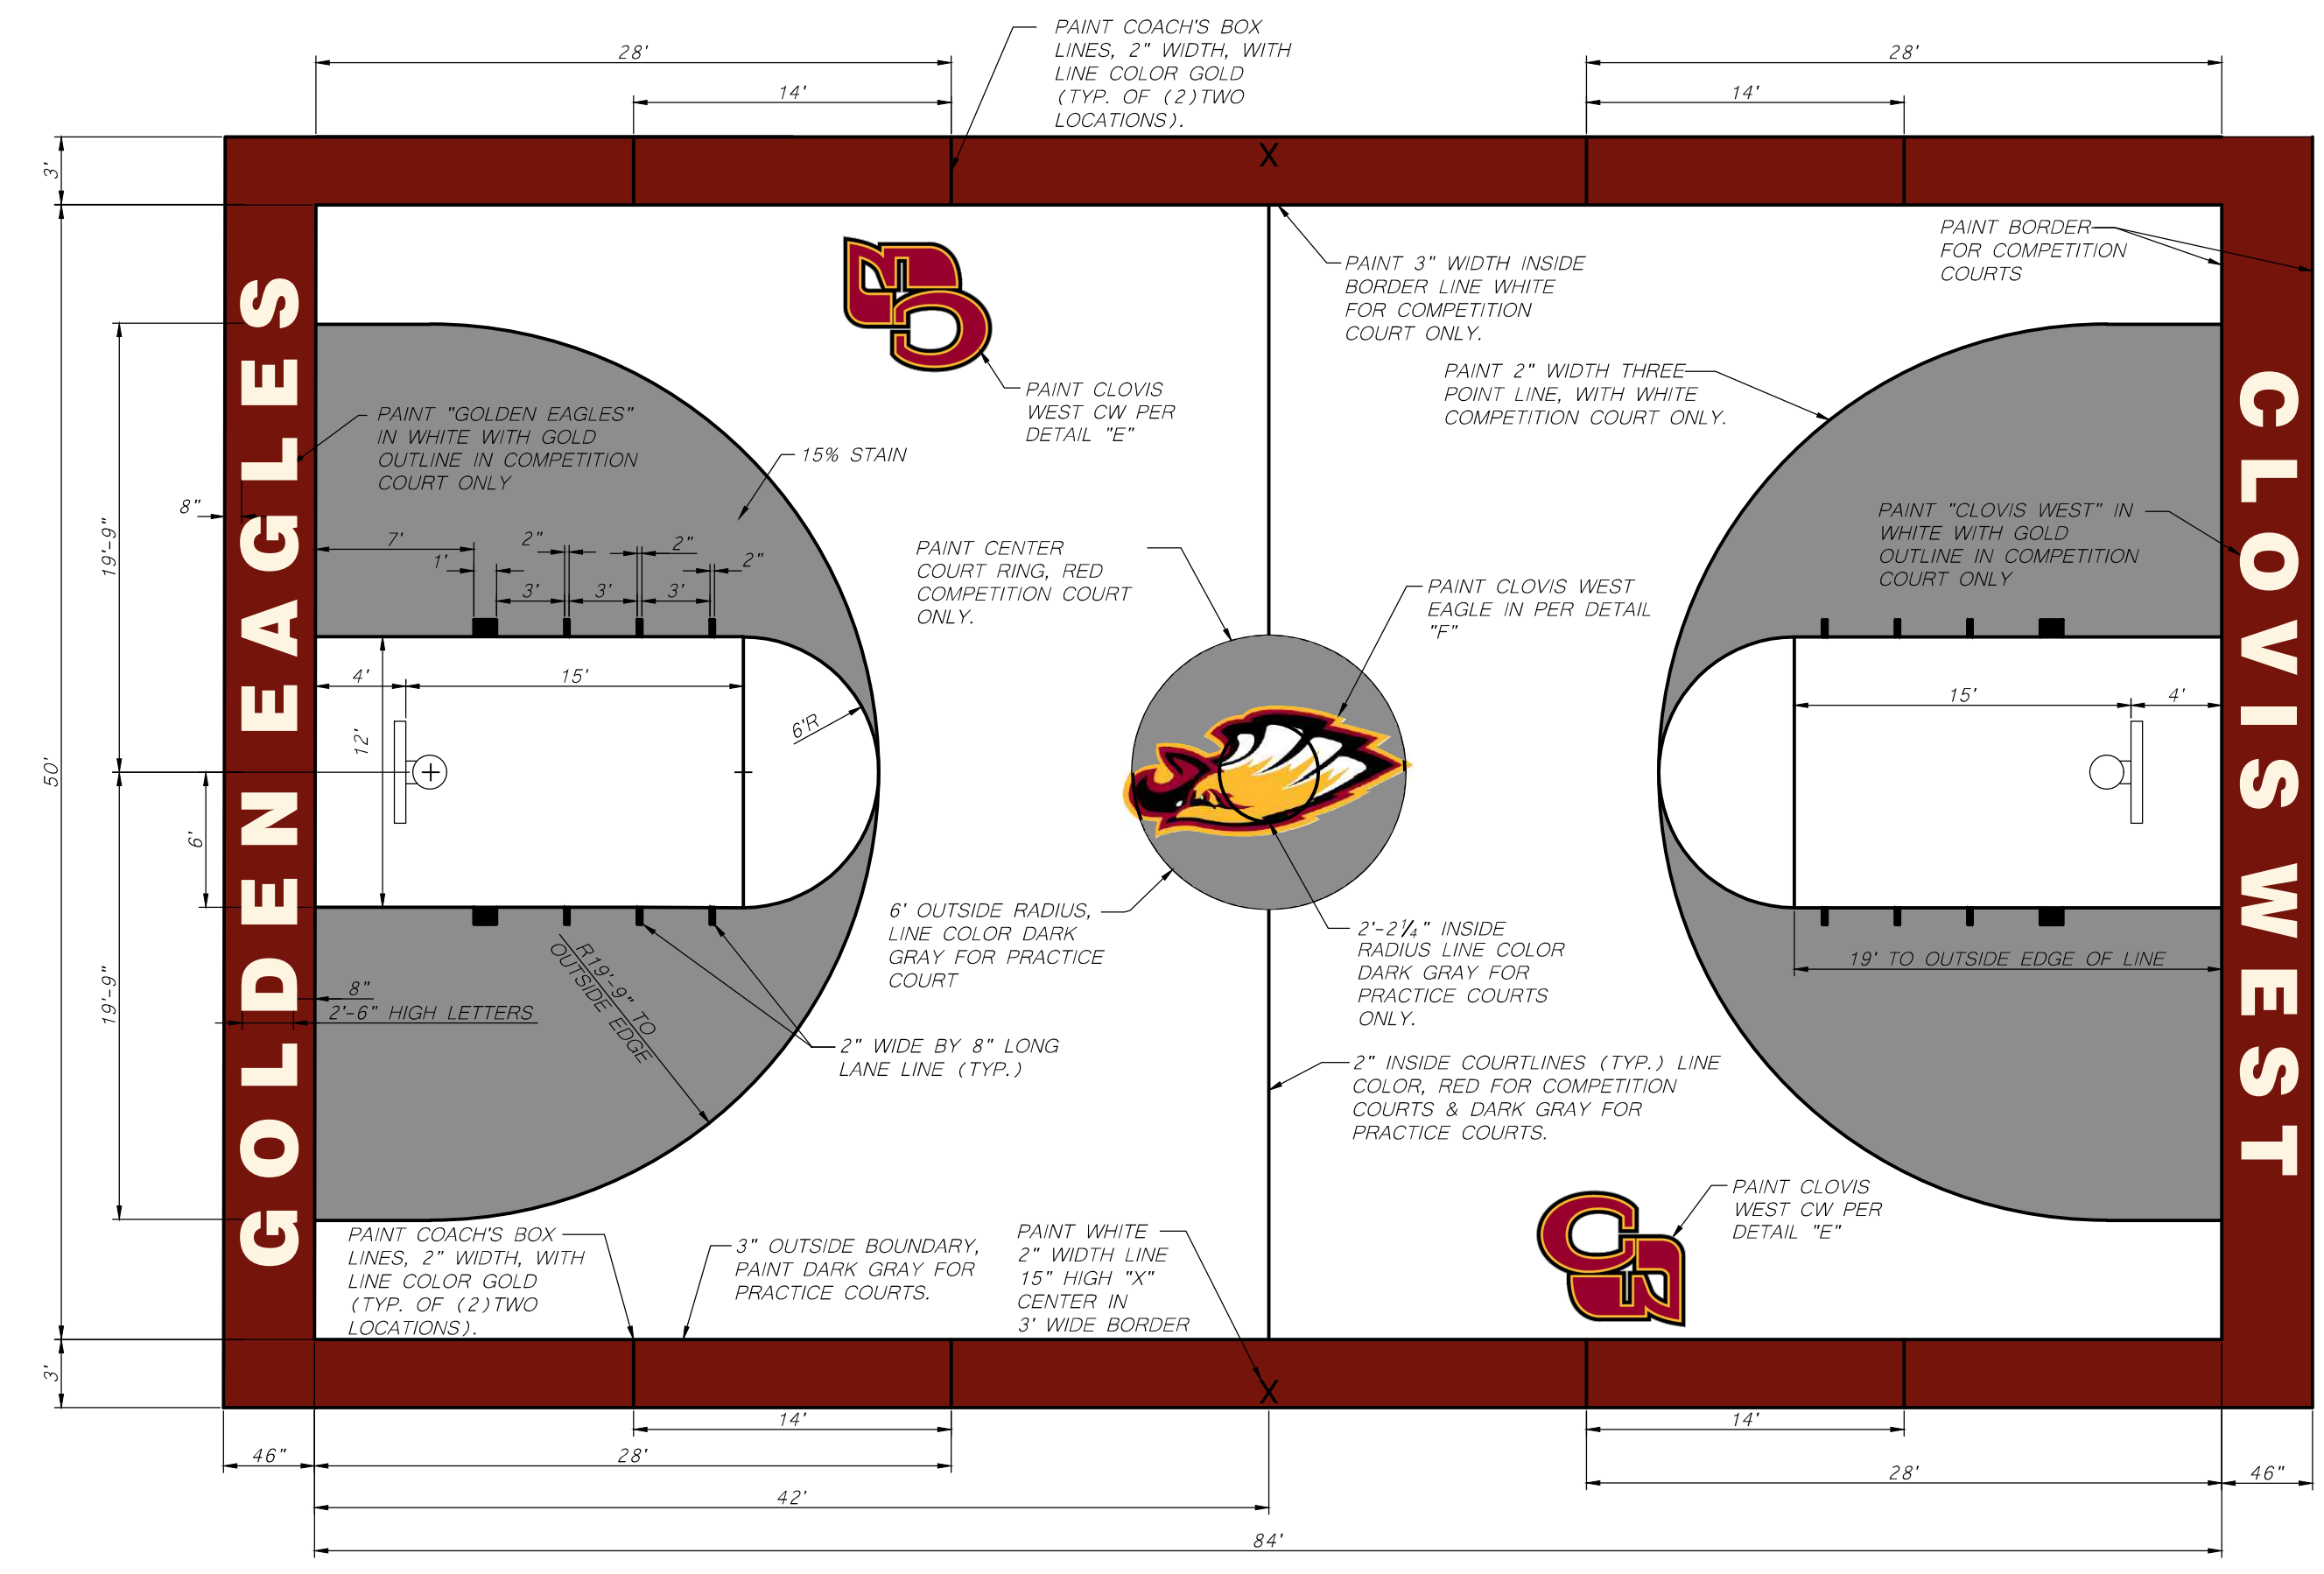 PAINT COACH'S BOX
LINES, 2" WIDTH, WITH
LINE COLOR GOLD
(TYP. OF (2)TWO
LOCATIONS).
28'
28'
14'
14'
3'
X
PAINT BORDER
FOR COMPETITION
COURTS
PAINT 3" WIDTH INSIDE
BORDER LINE WHITE
FOR COMPETITION
COURT ONLY.
PAINT 2" WIDTH THREE
POINT LINE, WITH WHITE
COMPETITION COURT ONLY.
PAINT CLOVIS
WEST CW PER
DETAIL "E"
PAINT "GOLDEN EAGLES"
IN WHITE WITH GOLD
OUTLINE IN COMPETITION
COURT ONLY
15% STAIN
8"
19'-9"
7'
2"
2"
2"
1'
3'
3'
3'
PAINT CENTER
COURT RING, RED
COMPETITION COURT
ONLY.
PAINT CLOVIS WEST
EAGLE IN PER DETAIL
"F"
PAINT "CLOVIS WEST" IN
WHITE WITH GOLD
OUTLINE IN COMPETITION
COURT ONLY
GOLDEN EAGLES
CLOVIS WEST
4'
15'
12'
6'R
15'
4'
50'
6'
19'-9"
6' OUTSIDE RADIUS,
LINE COLOR DARK
GRAY FOR PRACTICE
COURT
2'-2¼" INSIDE
RADIUS LINE COLOR
DARK GRAY FOR
PRACTICE COURTS
ONLY.
19' TO OUTSIDE EDGE OF LINE
R19'-9" TO
OUTSIDE EDGE
8"
2'-6" HIGH LETTERS
2" WIDE BY 8" LONG
LANE LINE (TYP.)
2" INSIDE COURTLINES (TYP.) LINE
COLOR, RED FOR COMPETITION
COURTS & DARK GRAY FOR
PRACTICE COURTS.
PAINT CLOVIS
WEST CW PER
DETAIL "E"
PAINT COACH'S BOX
LINES, 2" WIDTH, WITH
LINE COLOR GOLD
(TYP. OF (2)TWO
LOCATIONS).
3" OUTSIDE BOUNDARY,
PAINT DARK GRAY FOR
PRACTICE COURTS.
PAINT WHITE
2" WIDTH LINE
15" HIGH "X"
CENTER IN
3' WIDE BORDER
3'
X
14'
14'
46"
28'
28'
46"
42'
84'